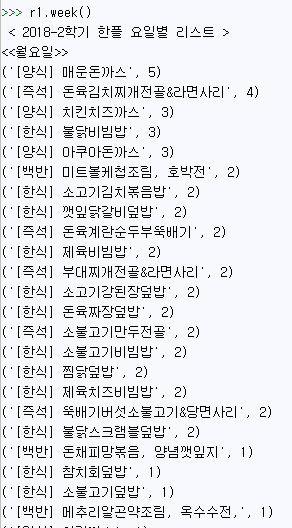 >>> r1.week()
< 2018-2학기 한플 요일별 리스트 >
<<월요일>>
('[양식] 매운돈까스', 5)
('[즉석] 돈육김치찌개전골&라면사리', 4)
('[양식] 치킨치즈까스', 3)
('[한식] 불닭비빔밥', 3)
('[양식] 아쿠아돈까스', 3)
('[백반] 미트볼케첩조림, 호박전', 2)
('[한식] 소고기김치볶음밥', 2)
('[한식] 깻잎닭갈비덮밥', 2)
('[즉석] 돈육계란순두부뚝배기', 2)
('[한식] 제육비빔밥', 2)
('[즉석] 부대찌개전골&라면사리', 2)
('[한식] 소고기강된장덮밥', 2)
('[한식] 돈육짜장덮밥', 2)
('[즉석] 소불고기만두전골', 2)
('[한식] 소불고기비빔밥', 2)
('[한식] 찜닭덮밥', 2)
('[한식] 제육치즈비빔밥', 2)
('[즉석] 뚝배기버섯소불고기&당면사리', 2)
('[한식] 불닭스크램블덮밥', 2)
('[백반] 돈채피망볶음, 양념깻잎지', 1)
('[한식] 참치회덮밥', 1)
('[한식] 소불고기덮밥', 1)
('[백반] 메추리알곤약조림, 옥수수전,', 1)